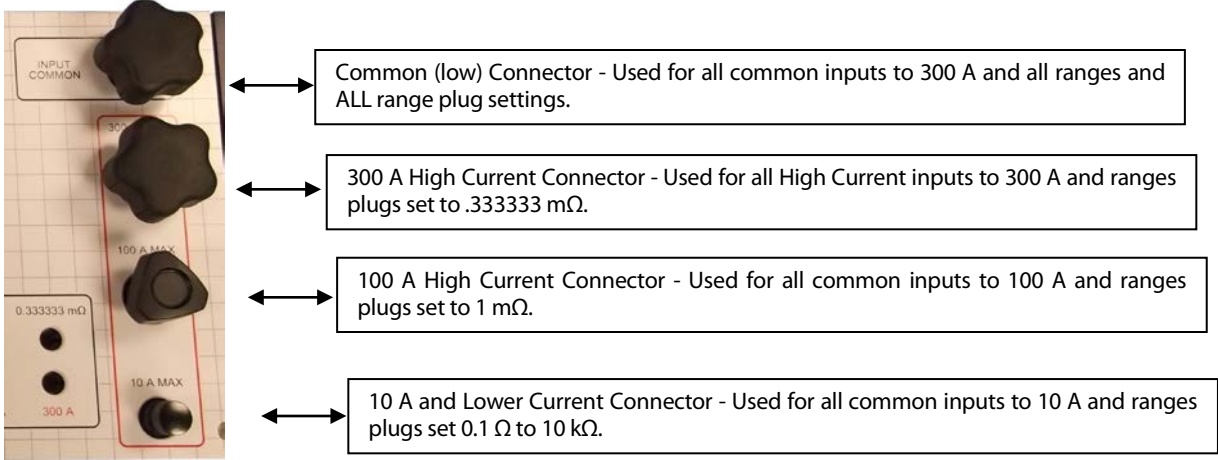 INPUT
COMMON
Common (low) Connector - Used for all common inputs to 300 A and all ranges and
ALL range plug settings.
300
300 A High Current Connector - Used for all High Current inputs to 300 A and ranges
plugs set to .333333 mΩ.
100 A MAX
100 A High Current Connector - Used for all common inputs to 100 A and ranges
plugs set to 1 mΩ.
0.333333 mΩ
300 A
10 A MAX
10 A and Lower Current Connector - Used for all common inputs to 10 A and ranges
plugs set 0.1 Ω to 10 kΩ.